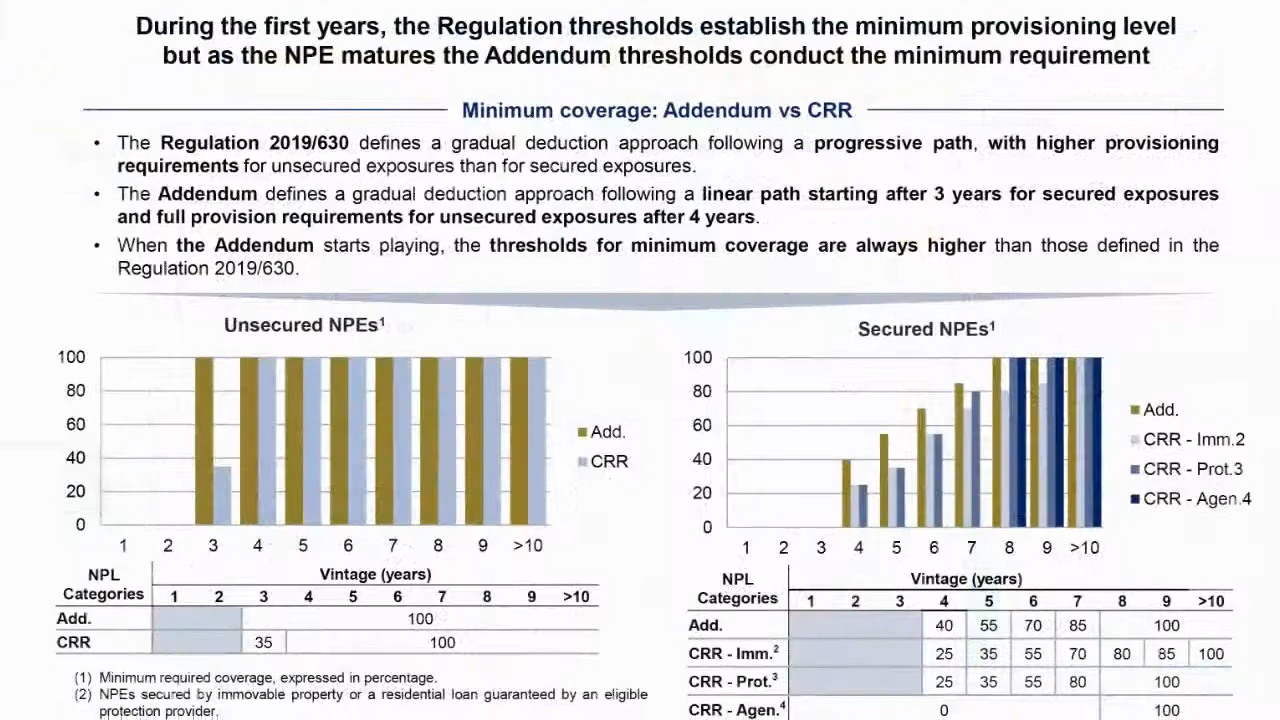 During the first years, the Regulation thresholds establish the minimum provisioning level
but as the NPE matures the Addendum thresholds conduct the minimum requirement
Minimum coverage: Addendum vs CRR
• The Regulation 2019/630 defines a gradual deduction approach following a progressive path, with higher provisioning
requirements for unsecured exposures than for secured exposures.
• The Addendum defines a gradual deduction approach following a linear path starting after 3 years for secured exposures
and full provision requirements for unsecured exposures after 4 years.
• When the Addendum starts playing, the thresholds for minimum coverage are always higher than those defined in the
Regulation 2019/630.
Unsecured NPEs¹
100
80
60
40
20
0
1 2 3 4 5 6 7 8 9 >10
Add.
CRR
NPL Categories Vintage (years)
1 2 3 4 5 6 7 8 9 >10
Add. 100
CRR 35 100
(1) Minimum required coverage, expressed in percentage.
(2) NPEs secured by immovable property or a residential loan guaranteed by an eligible
protection provider.
Secured NPEs¹
100
80
60
40
20
0
1 2 3 4 5 6 7 8 9 >10
Add.
CRR - Imm.2
CRR - Prot.3
CRR - Agen.4
NPL Categories Vintage (years)
1 2 3 4 5 6 7 8 9 >10
Add. 40 55 70 85 100
CRR - Imm.² 25 35 55 70 80 85 100
CRR - Prot.³ 25 35 55 80 100
CRR - Agen.⁴ 0 100